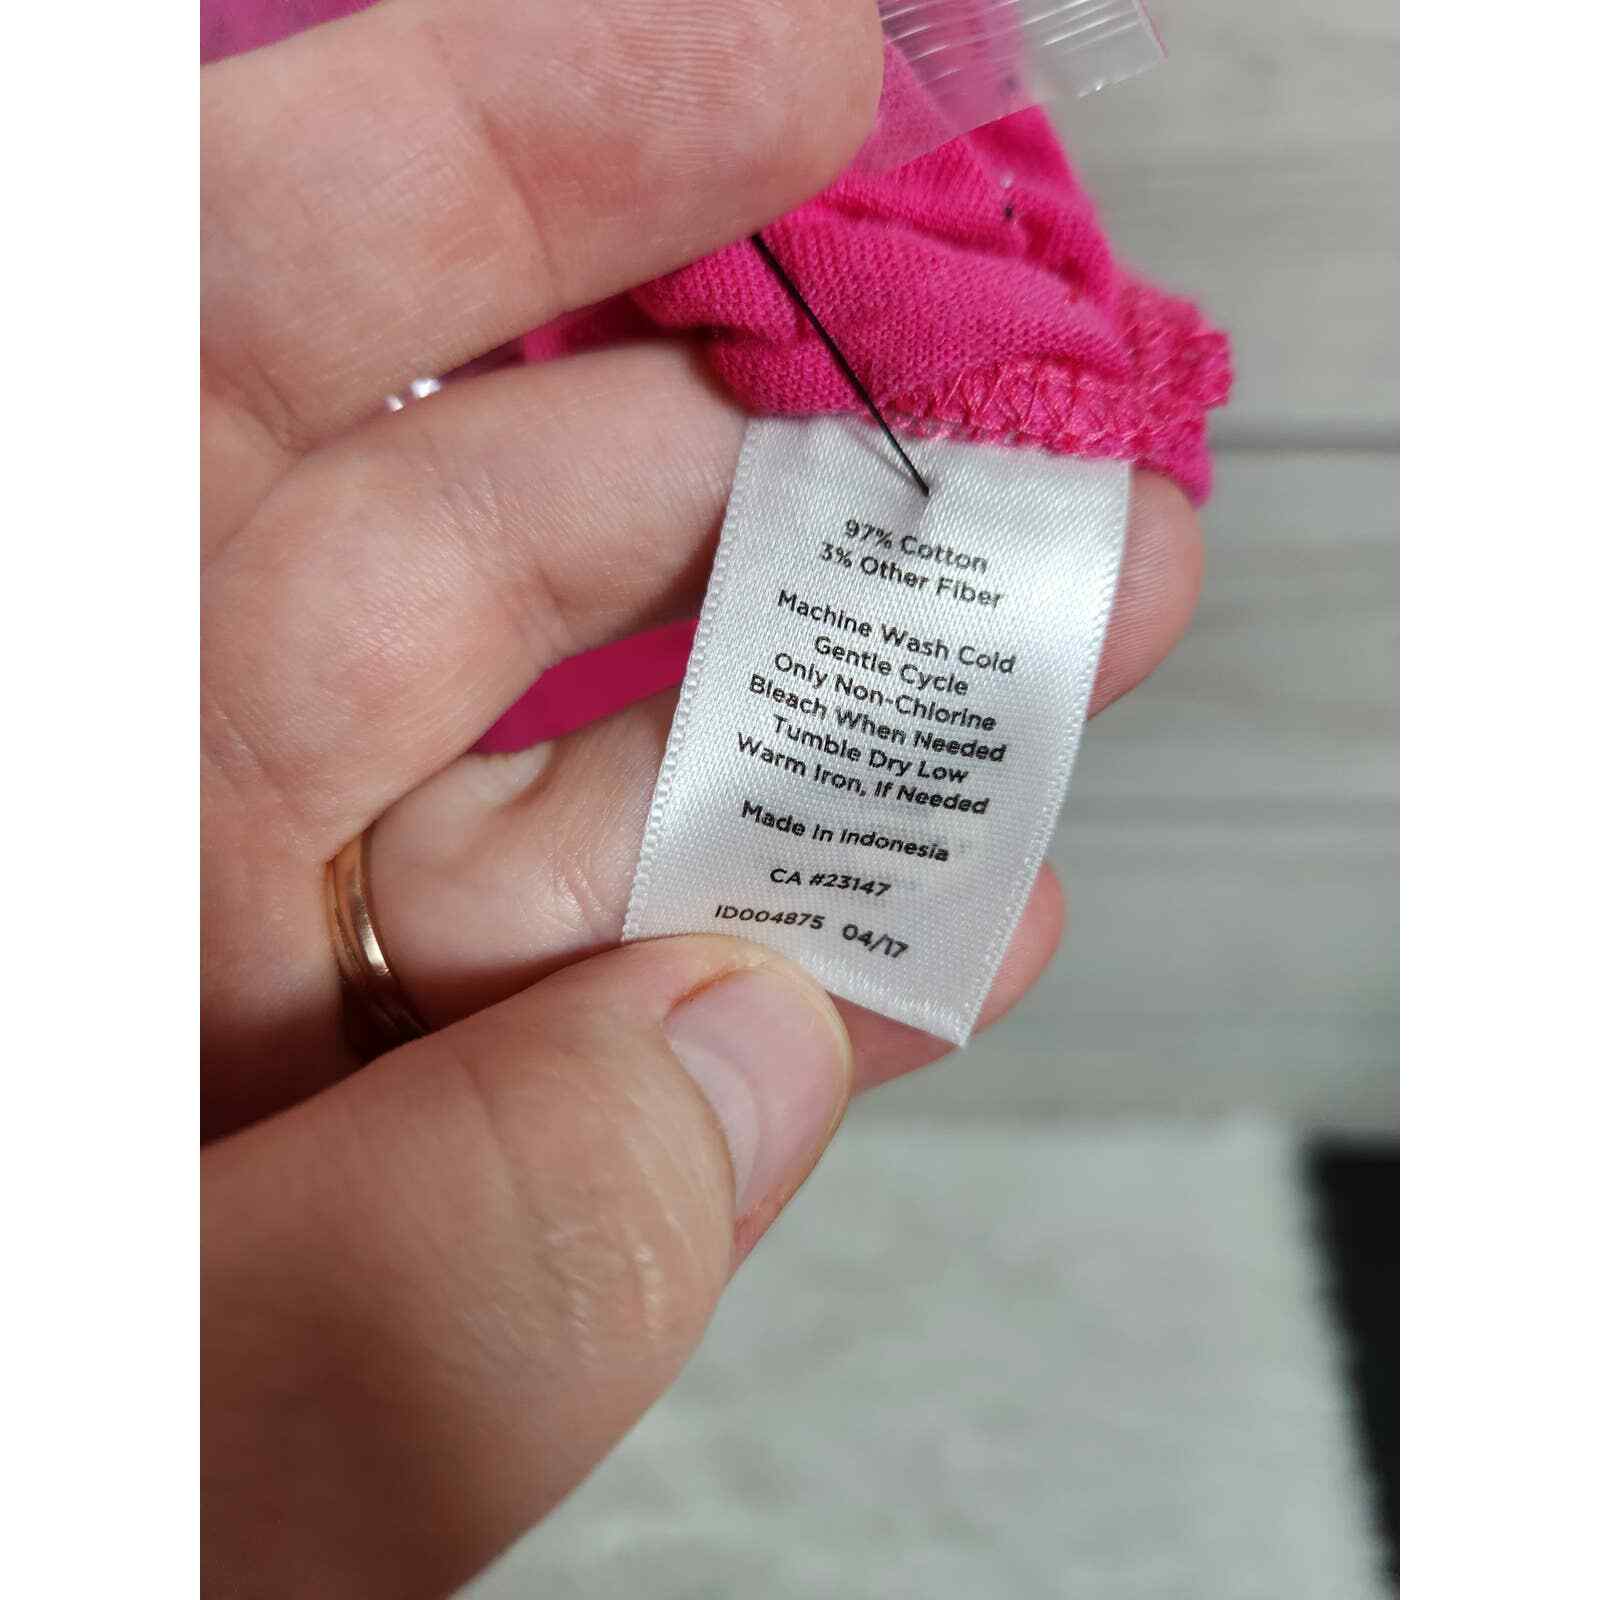 97% Cotton
3% Other Fiber
Machine Wash Cold
Gentle Cycle
Only Non-Chlorine
Bleach When Needed
Tumble Dry Low
Warm Iron, If Needed
Made In Indonesia
CA #23147
ID004875 04/17